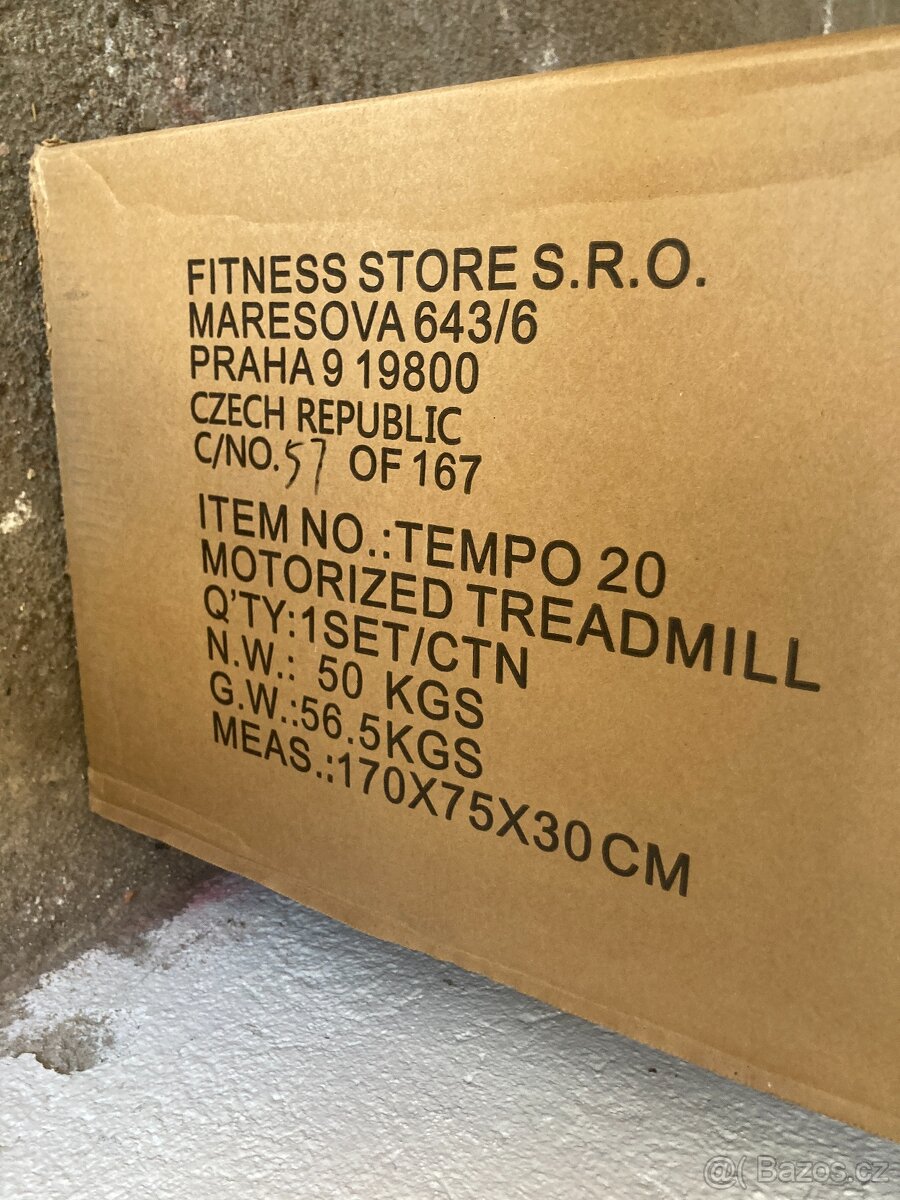 FITNESS STORE S.R.O.
MARESOVA 643/6
PRAHA 9 19800
CZECH REPUBLIC
C/NO.57 OF 167
ITEM NO.:TEMPO 20
MOTORIZED TREADMILL
Q'TY:1SET/CTN
N.W.: 50 KGS
G.W.:56.5KGS
MEAS.:170X75X30CM
@( Bazos.cz